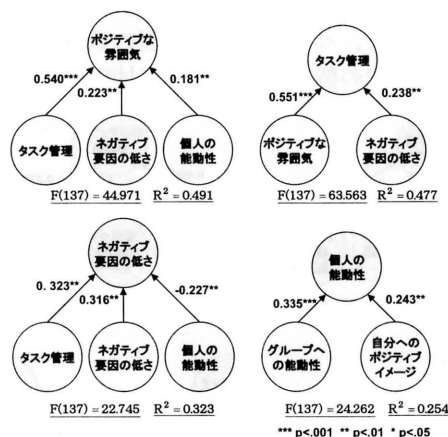 ポジティブな
雰囲気
0.540***
0.223**
0.181**
タスク管理
ネガティブ
要因の低さ
個人の
能動性
F(137) = 44.971 R² = 0.491
タスク管理
0.551***
0.238**
ポジティブな
雰囲気
ネガティブ
要因の低さ
F(137) = 63.563 R² = 0.477
ネガティブ
要因の低さ
0. 323**
0.316**
-0.227**
タスク管理
ネガティブ
要因の低さ
個人の
能動性
F(137) = 22.745 R² = 0.323
個人の
能動性
0.335***
0.243**
グループへ
の能動性
自分への
ポジティブ
イメージ
F(137) = 24.262 R² = 0.254
*** p<.001 ** p<.01 * p<.05